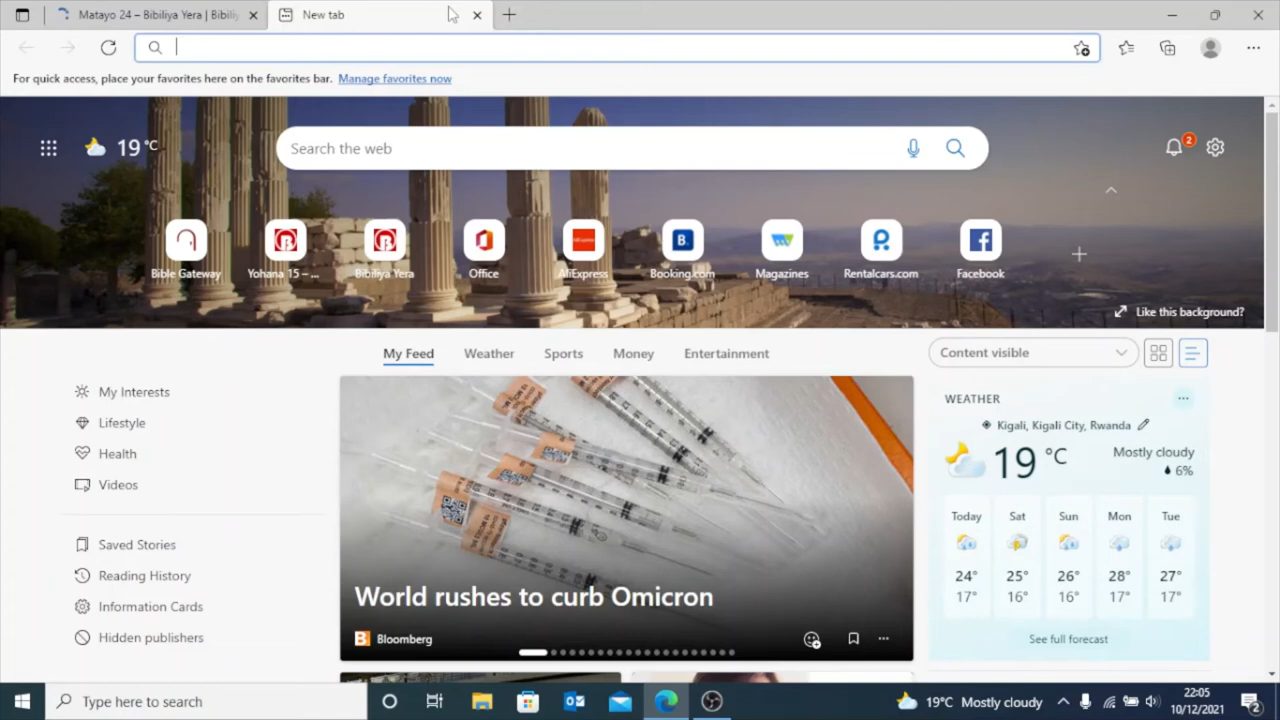 Matayo 24 – Bibiliya Yera | Bibiliy
New tab
For quick access, place your favorites here on the favorites bar. Manage favorites now
19 °C
Search the web
2
Bible Gateway
Yohana 15 – ...
Bibiliya Yera
Office
AliExpress
Booking.com
Magazines
Rentalcars.com
Facebook
Like this background?
My Feed
Weather
Sports
Money
Entertainment
Content visible
My Interests
Lifestyle
Health
Videos
Saved Stories
Reading History
Information Cards
Hidden publishers
World rushes to curb Omicron
Bloomberg
WEATHER
Kigali, Kigali City, Rwanda
19 °C
Mostly cloudy
6%
Today Sat Sun Mon Tue
24° 25° 26° 28° 27°
17° 16° 16° 17° 17°
See full forecast
Type here to search
19°C Mostly cloudy
22:05
10/12/2021
2